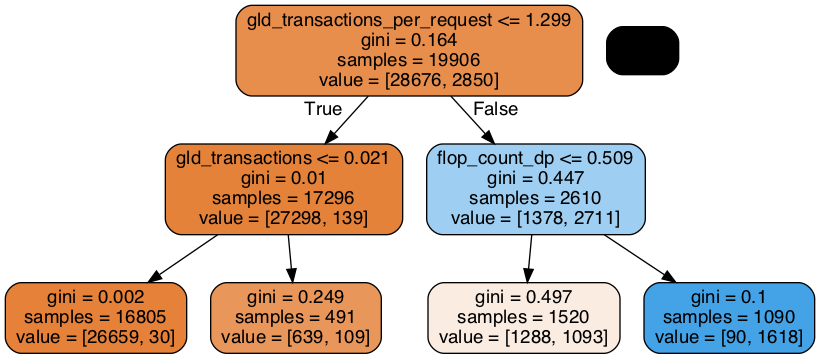 gld_transactions_per_request <= 1.299
gini = 0.164
samples = 19906
value = [28676, 2850]
True
False
gld_transactions <= 0.021
gini = 0.01
samples = 17296
value = [27298, 139]
flop_count_dp <= 0.509
gini = 0.447
samples = 2610
value = [1378, 2711]
gini = 0.002
samples = 16805
value = [26659, 30]
gini = 0.249
samples = 491
value = [639, 109]
gini = 0.497
samples = 1520
value = [1288, 1093]
gini = 0.1
samples = 1090
value = [90, 1618]